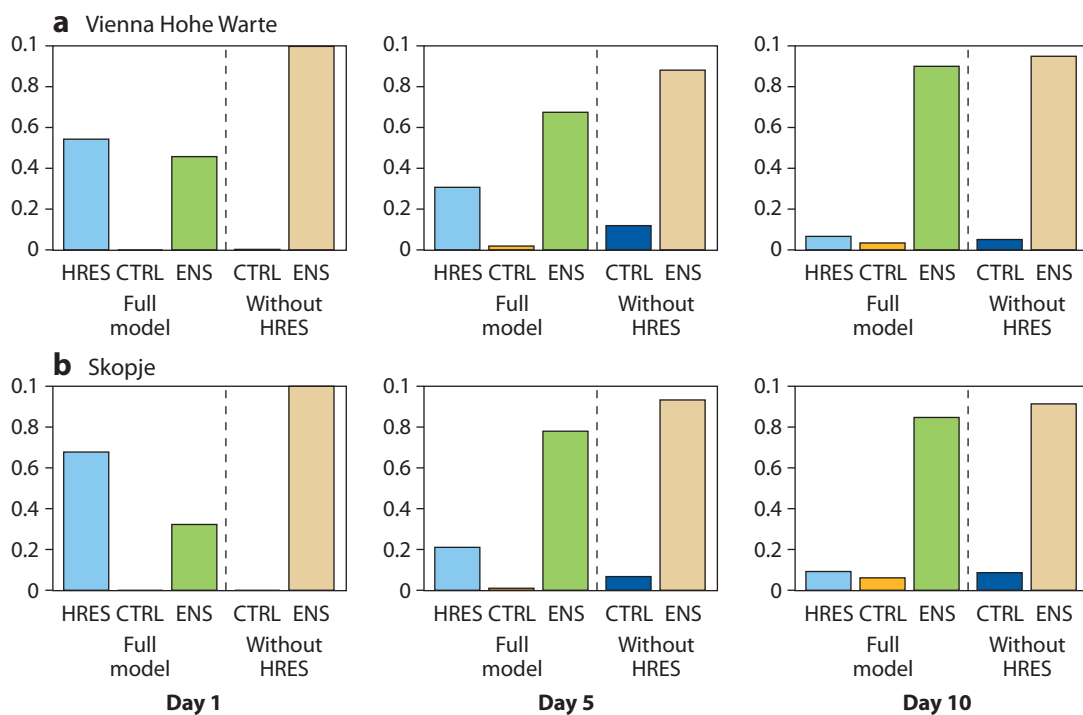 a Vienna Hohe Warte
0.1 0.1 0.1
0.8 0.8 0.8
0.6 0.6 0.6
0.4 0.4 0.4
0.2 0.2 0.2
0 0 0
HRES CTRL ENS CTRL ENS HRES CTRL ENS CTRL ENS HRES CTRL ENS CTRL ENS
Full Without Full Without Full Without
model HRES model HRES model HRES
b Skopje
0.1 0.1 0.1
0.8 0.8 0.8
0.6 0.6 0.6
0.4 0.4 0.4
0.2 0.2 0.2
0 0 0
HRES CTRL ENS CTRL ENS HRES CTRL ENS CTRL ENS HRES CTRL ENS CTRL ENS
Full Without Full Without Full Without
model HRES model HRES model HRES
Day 1 Day 5 Day 10